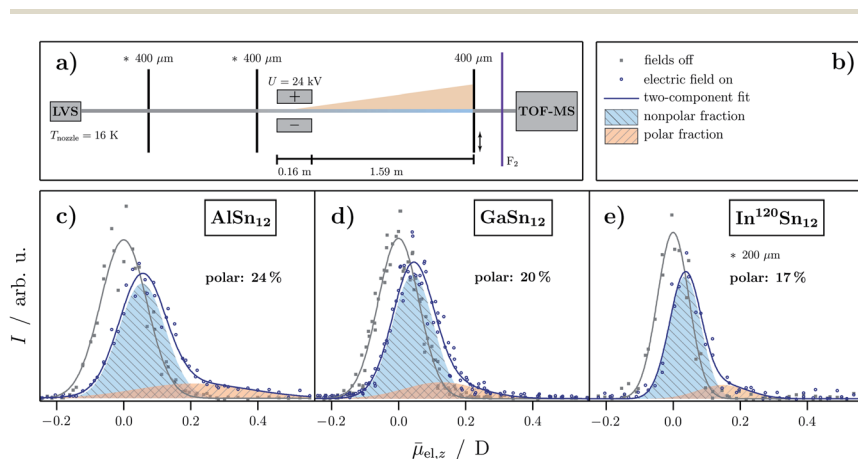 a)
* 400 μm
* 400 μm
400 μm
U = 24 kV
+
−
LVS
TOF-MS
T_nozzle = 16 K
F₂
0.16 m
1.59 m
b)
fields off
electric field on
two-component fit
nonpolar fraction
polar fraction
c)
AlSn₁₂
polar: 24 %
d)
GaSn₁₂
polar: 20 %
e)
In¹²⁰Sn₁₂
* 200 μm
polar: 17 %
I / arb. u.
−0.2 0.0 0.2 0.4
−0.2 0.0 0.2 0.4
−0.2 0.0 0.2 0.4
μ̄_el,z / D